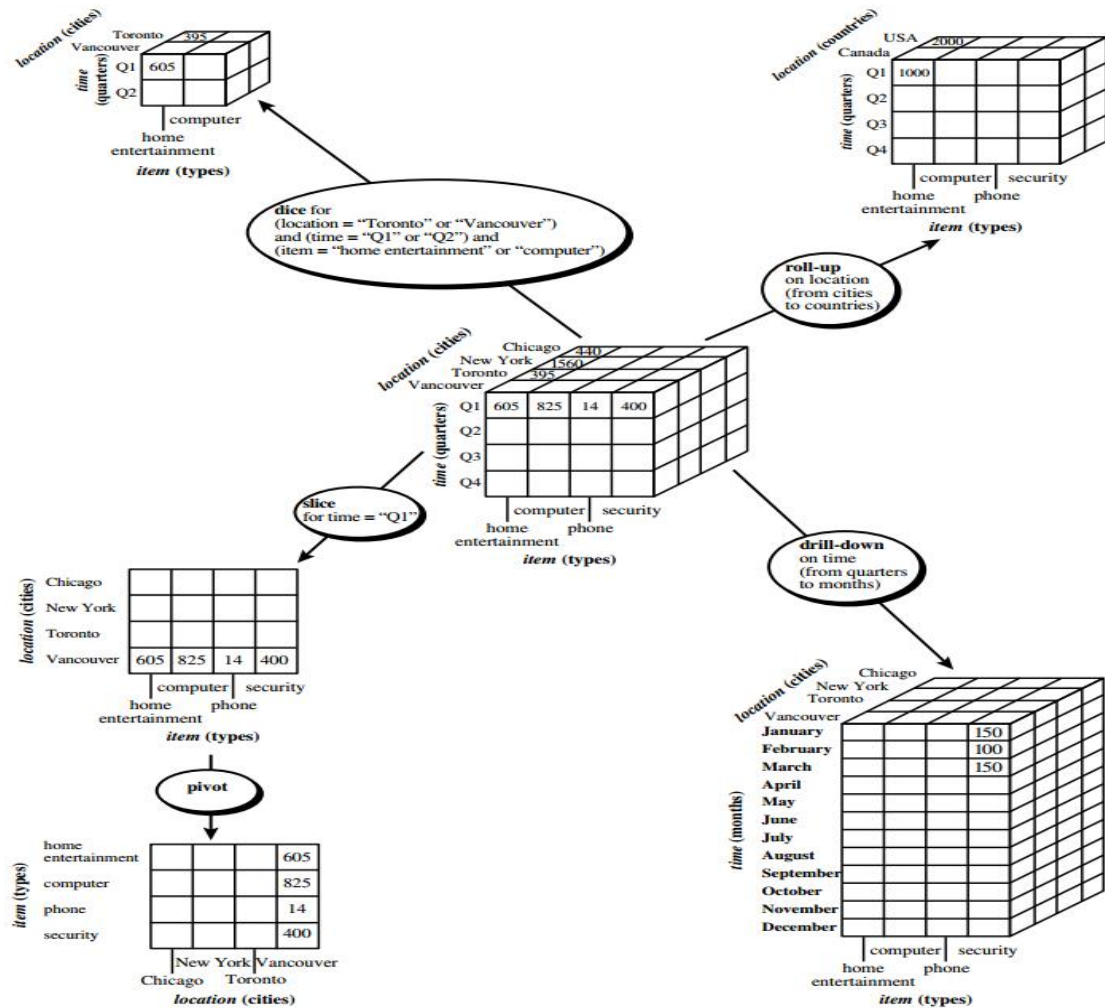 location (cities)
Toronto
395
Vancouver
time
(quarters)
Q1
605
Q2
computer
home
entertainment
item (types)
location (countries)
USA
2000
Canada
time (quarters)
Q1
1000
Q2
Q3
Q4
computer
security
home
phone
entertainment
item (types)
dice for
(location = “Toronto” or “Vancouver”)
and (time = “Q1” or “Q2”) and
(item = “home entertainment” or “computer”)
roll-up
on location
(from cities
to countries)
location (cities)
Chicago
440
New York
1560
Toronto
395
Vancouver
time (quarters)
Q1
605 825 14 400
Q2
Q3
Q4
computer
security
home
phone
entertainment
item (types)
slice
for time = “Q1”
drill-down
on time
(from quarters
to months)
location (cities)
Chicago
New York
Toronto
Vancouver
605 825 14 400
computer
security
home
phone
entertainment
item (types)
pivot
item (types)
home
entertainment
605
computer
825
phone
14
security
400
New York Vancouver
Chicago Toronto
location (cities)
location (cities)
Chicago
New York
Toronto
Vancouver
time (months)
January
150
February
100
March
150
April
May
June
July
August
September
October
November
December
computer
security
home
phone
entertainment
item (types)